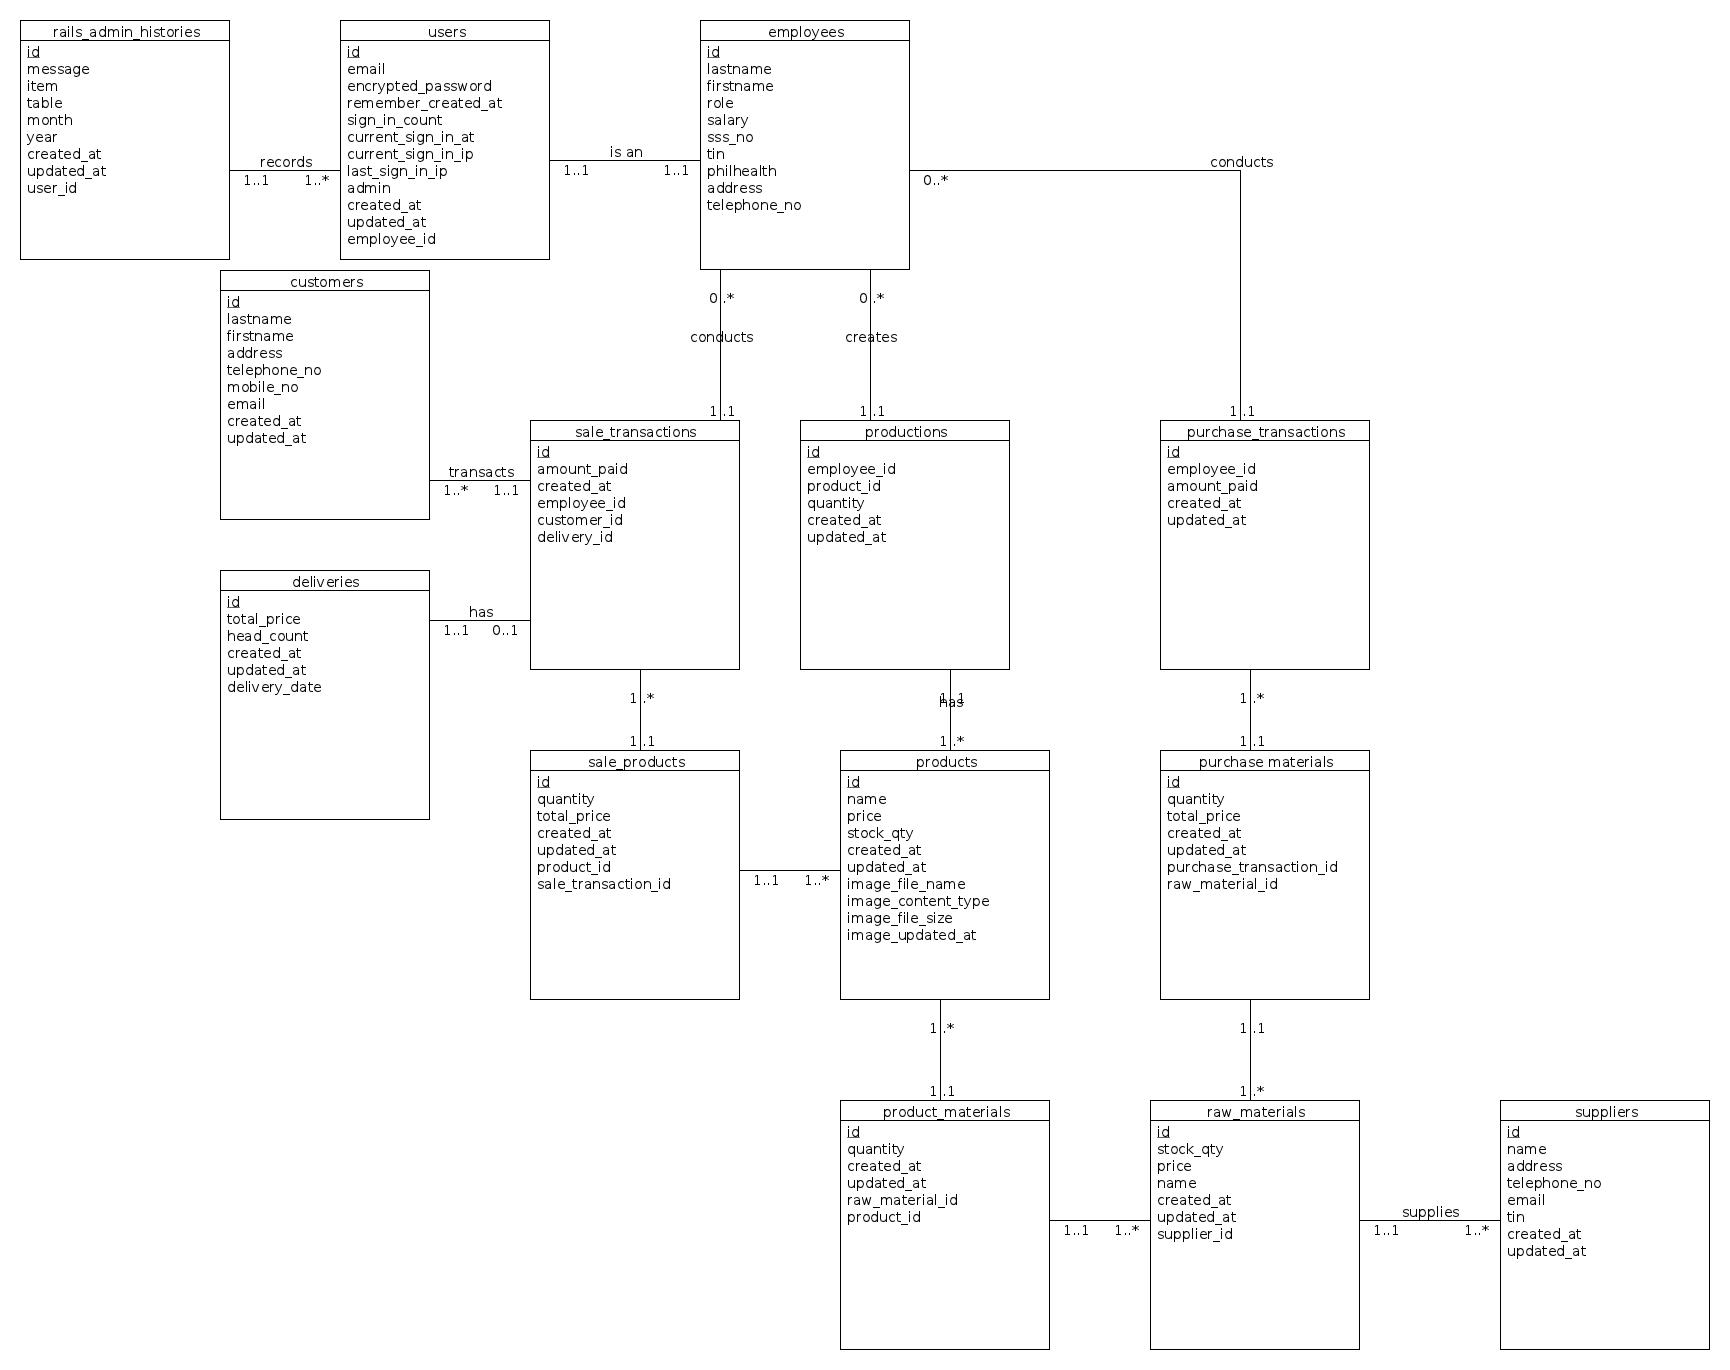 rails_admin_histories
id
message
item
table
month
year
created_at
updated_at
user_id
records
1..1
1..*
users
id
email
encrypted_password
remember_created_at
sign_in_count
current_sign_in_at
current_sign_in_ip
last_sign_in_ip
admin
created_at
updated_at
employee_id
is an
1..1
1..1
employees
id
lastname
firstname
role
salary
sss_no
tin
philhealth
address
telephone_no
conducts
0..*
0..*
conducts
1..1
0..*
creates
1..1
1..1
customers
id
lastname
firstname
address
telephone_no
mobile_no
email
created_at
updated_at
transacts
1..*
1..1
sale_transactions
id
amount_paid
created_at
employee_id
customer_id
delivery_id
productions
id
employee_id
product_id
quantity
created_at
updated_at
purchase_transactions
id
employee_id
amount_paid
created_at
updated_at
deliveries
id
total_price
head_count
created_at
updated_at
delivery_date
has
1..1
0..1
1..*
1..1
1..1
has
1..*
1..*
1..1
sale_products
id
quantity
total_price
created_at
updated_at
product_id
sale_transaction_id
1..1
1..*
products
id
name
price
stock_qty
created_at
updated_at
image_file_name
image_content_type
image_file_size
image_updated_at
purchase materials
id
quantity
total_price
created_at
updated_at
purchase_transaction_id
raw_material_id
1..*
1..1
1..1
1..*
product_materials
id
quantity
created_at
updated_at
raw_material_id
product_id
1..1
1..*
raw_materials
id
stock_qty
price
name
created_at
updated_at
supplier_id
supplies
1..1
1..*
suppliers
id
name
address
telephone_no
email
tin
created_at
updated_at